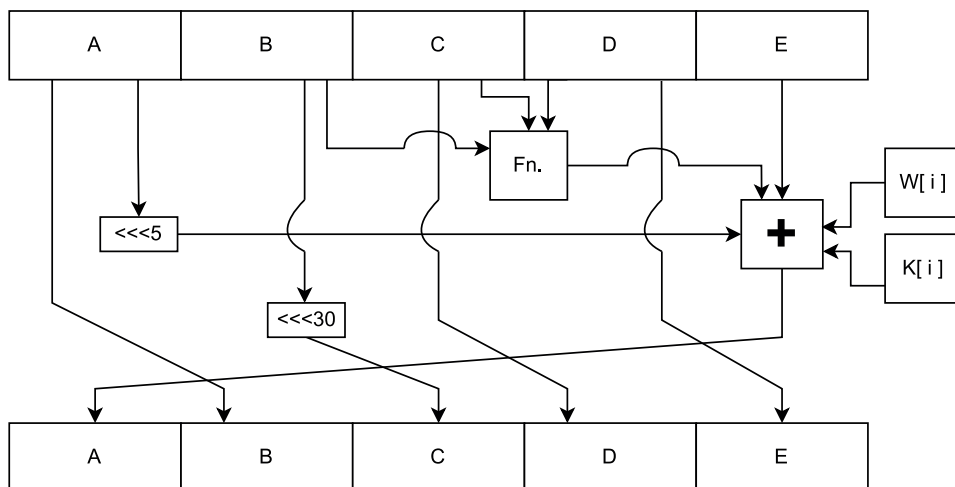 A B C D E
Fn.
W[ i ]
<<<5
+
K[ i ]
<<<30
A B C D E